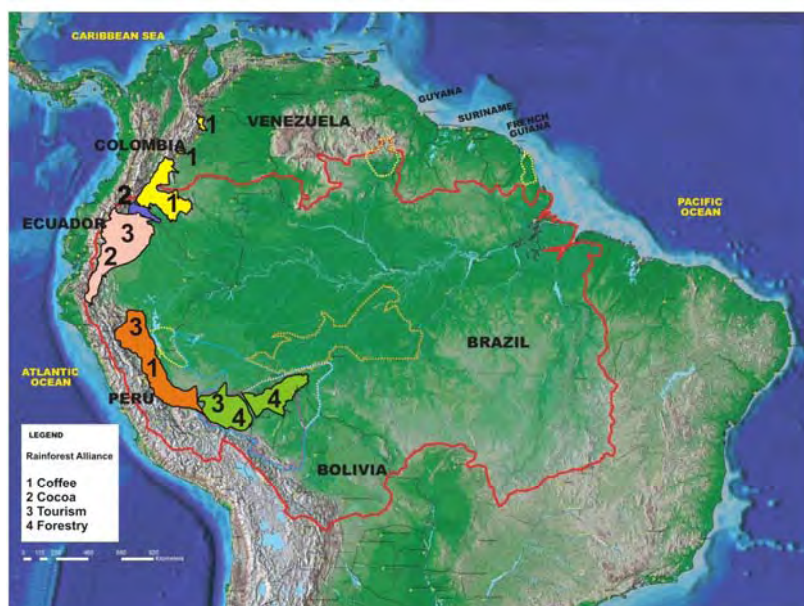 CARIBBEAN SEA
GUYANA
SURINAME
FRENCH
GUIANA
VENEZUELA
1
COLOMBIA
1
1
2
ECUADOR
3
2
PACIFIC
OCEAN
3
BRAZIL
ATLANTIC
OCEAN
1
PERU
3
4
4
BOLIVIA
LEGEND
Rainforest Alliance
1 Coffee
2 Cocoa
3 Tourism
4 Forestry
Kilometers